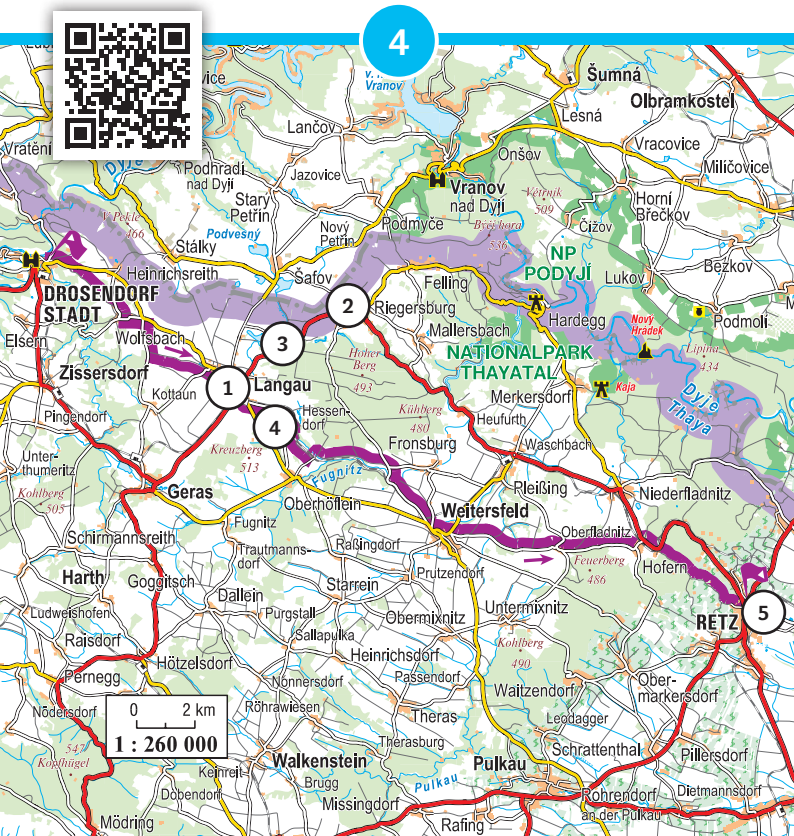 4
v. n.
Vranov
Šumná
Olbramkostel
Lesná
Lančov
Vracovice
Vratěnín
Dyje
Podhradí
nad Dyjí
Onšov
Milíčovice
Jazovice
Vranov
nad Dyjí
Větrník
509
Horní
Břečkov
Starý
Petřín
V Pekle
466
Podvesný
Nový
Petřín
Podmyče
Býčí hora
536
Čížov
Stálky
NP
PODYJÍ
Lukov
Bezkov
Heinrichsreith
Šafov
Felling
DROSENDORF
STADT
2
Riegersburg
Hardegg
Nový
Hrádek
Podmolí
Wolfsbach
3
Mallersbach
Elsern
Hoher
Berg
493
NATIONALPARK
THAYATAL
Lipina
434
Zissersdorf
Kottaun
1
Langau
Merkersdorf
Kaja
Dyje
Thaya
Pingendorf
4
Hessen-
dorf
Kühberg
480
Heufurth
Unter-
thumeritz
Kreuzberg
513
Fronsburg
Waschbach
Kohlberg
505
Geras
Fugnitz
Pleißing
Niederfladnitz
Oberhöflein
Weitersfeld
Schirmannsreith
Fugnitz
Oberfladnitz
Trautmanns-
dorf
Raßingdorf
Feuerberg
486
Hofern
Harth
Goggitsch
Prutzendorf
Dallein
Starrein
Ludweishofen
Purgstall
Obermixnitz
Untermixnitz
RETZ
5
Rajsdorf
Sallapulka
Kohlberg
490
Pernegg
Hötzelsdorf
Heinrichsdorf
Passendorf
Ober-
markersdorf
Nonnersdorf
Waitzendorf
0 2 km
1 : 260 000
Nödersdorf
Röhrawiesen
Theras
Leodagger
547
Kopfhügel
Therasburg
Schrattenthal
Pillersdorf
Walkenstein
Pulkau
Keinreit
Brugg
Pulkau
Dobendorf
Missingdorf
Rohrendorf
an der Pulkau
Dietmannsdorf
Mödring
Rafing